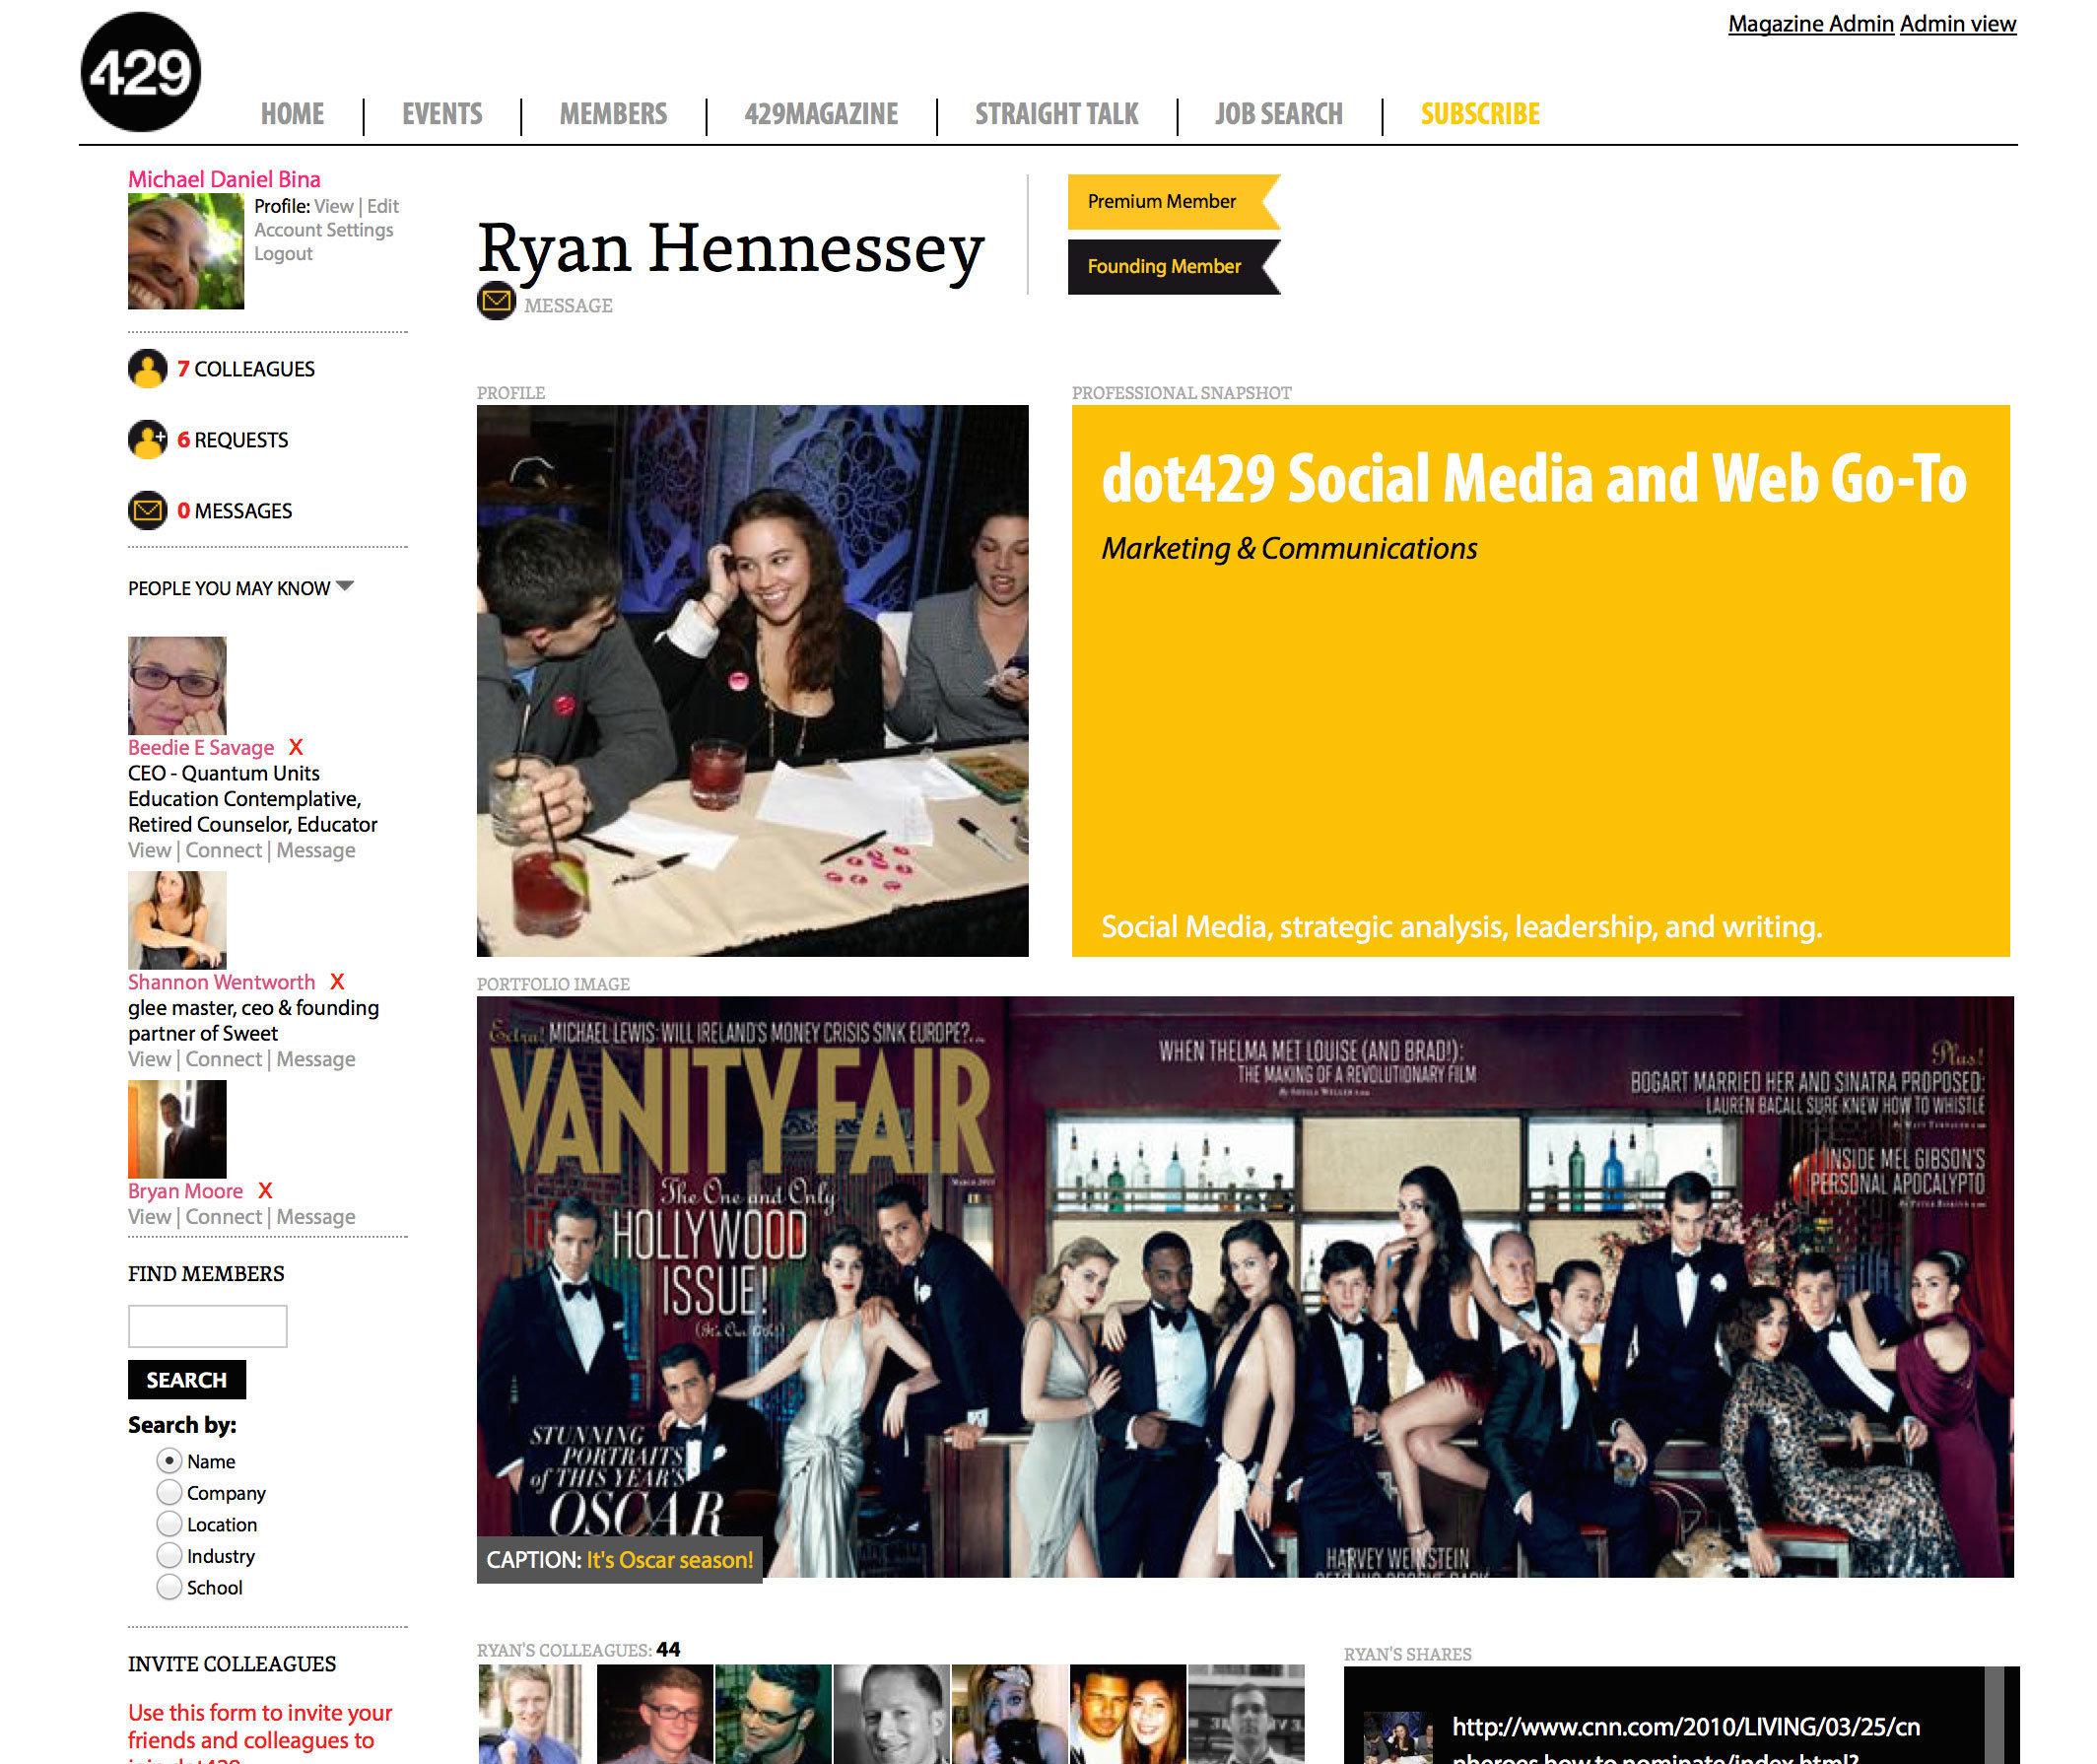 429
Magazine Admin Admin view
HOME
EVENTS
MEMBERS
429MAGAZINE
STRAIGHT TALK
JOB SEARCH
SUBSCRIBE
Michael Daniel Bina
Profile: View | Edit
Account Settings
Logout
7 COLLEAGUES
6 REQUESTS
0 MESSAGES
PEOPLE YOU MAY KNOW
Beedie E Savage X
CEO - Quantum Units
Education Contemplative,
Retired Counselor, Educator
View | Connect | Message
Shannon Wentworth X
glee master, ceo & founding
partner of Sweet
View | Connect | Message
Bryan Moore X
View | Connect | Message
FIND MEMBERS
SEARCH
Search by:
Name
Company
Location
Industry
School
INVITE COLLEAGUES
Use this form to invite your
friends and colleagues to
Ryan Hennessey
MESSAGE
Premium Member
Founding Member
PROFILE
PROFESSIONAL SNAPSHOT
dot429 Social Media and Web Go-To
Marketing & Communications
Social Media, strategic analysis, leadership, and writing.
PORTFOLIO IMAGE
Extra! MICHAEL LEWIS: WILL IRELAND'S MONEY CRISIS SINK EUROPE?...
VANITY FAIR
The One and Only
HOLLYWOOD
ISSUE!
STUNNING
PORTRAITS
of THIS YEAR'S
OSCAR
WHEN THELMA MET LOUISE (AND BRAD!):
THE MAKING OF A REVOLUTIONARY FILM
Plus!
BOGART MARRIED HER AND SINATRA PROPOSED:
LAUREN BACALL SURE KNEW HOW TO WHISTLE
INSIDE MEL GIBSON'S
PERSONAL APOCALYPTO
HARVEY WEINSTEIN
CAPTION: It's Oscar season!
RYAN'S COLLEAGUES: 44
RYAN'S SHARES
http://www.cnn.com/2010/LIVING/03/25/cn
pheroes.how.to.nominate/index.html?